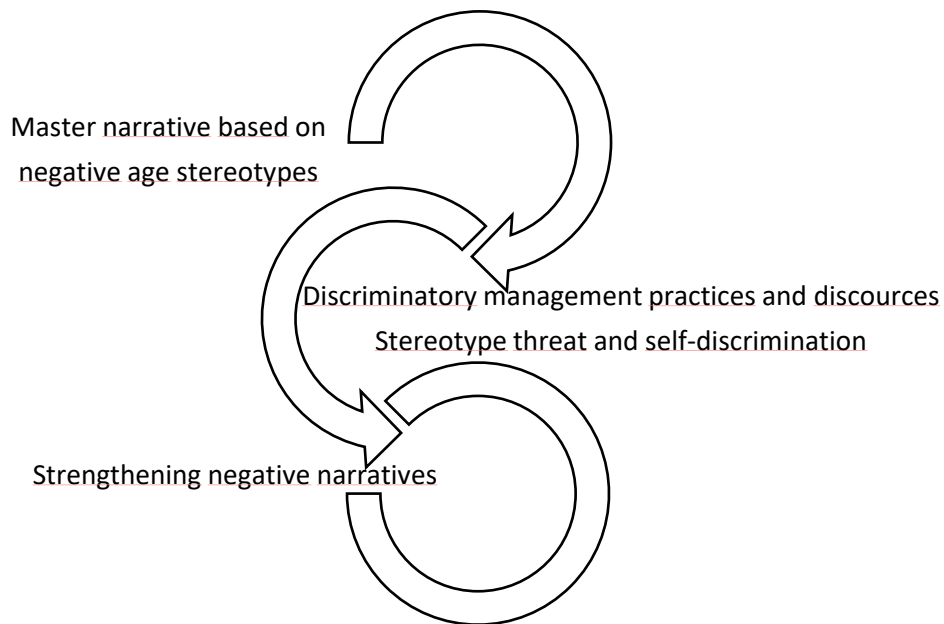 Master narrative based on
negative age stereotypes
Discriminatory management practices and discources
Stereotype threat and self-discrimination
Strengthening negative narratives